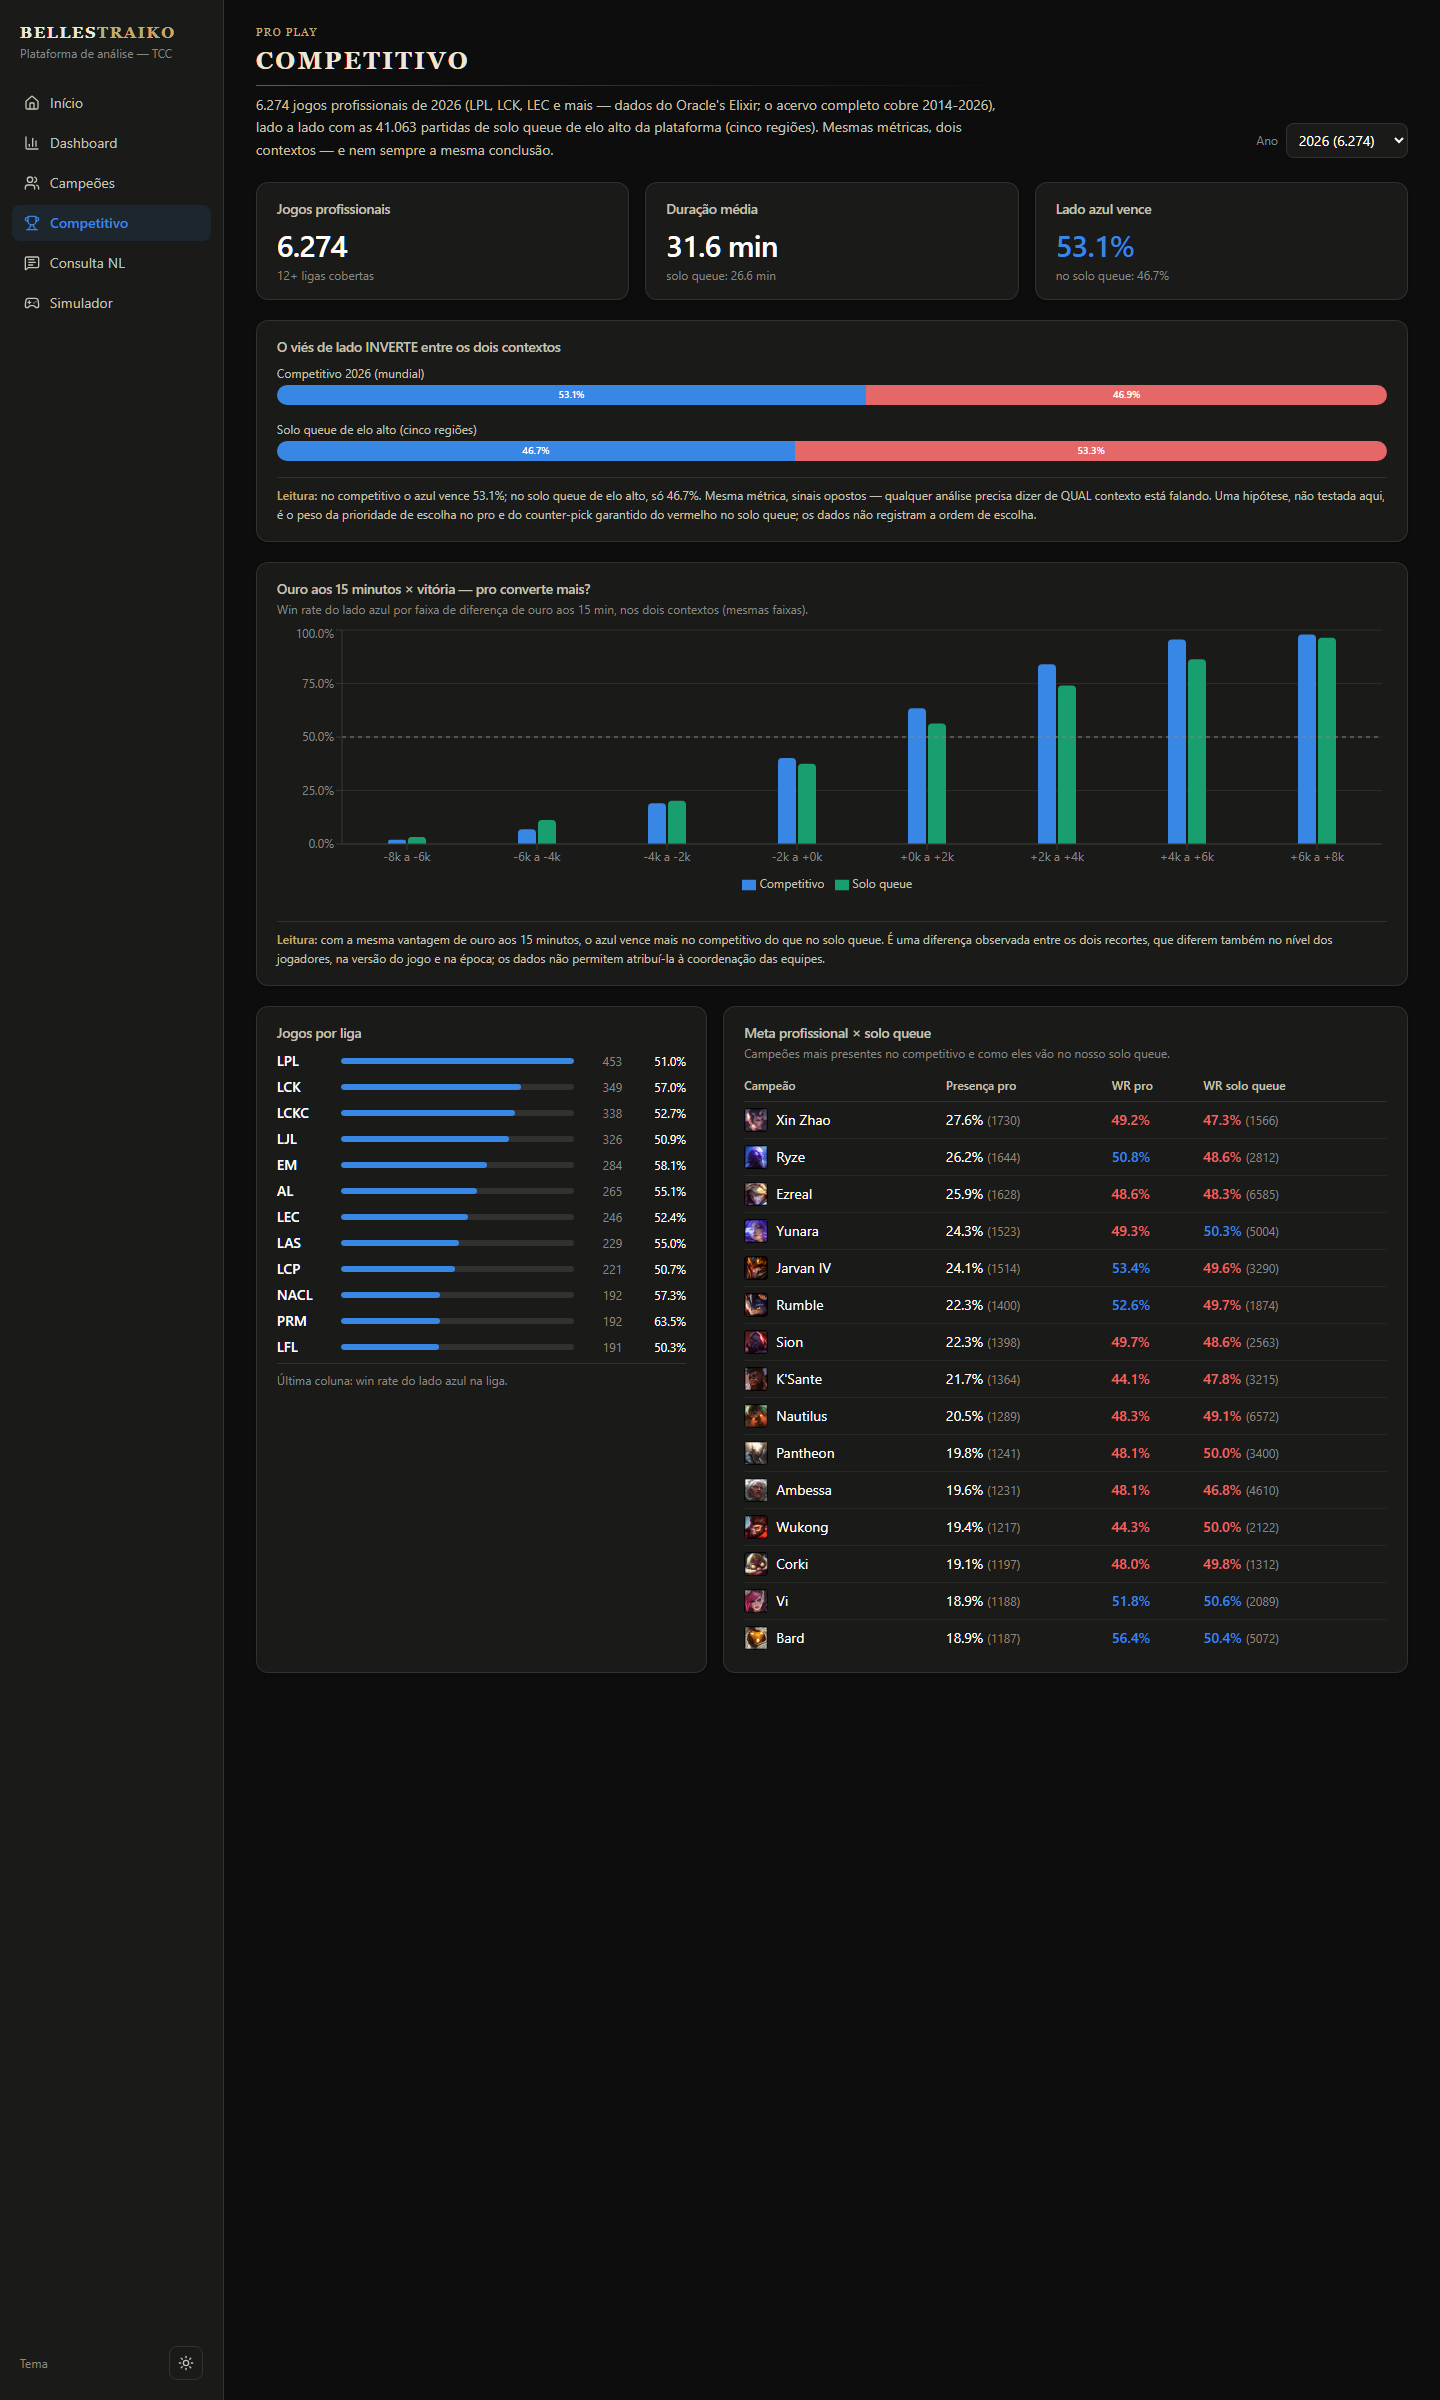 BELLESTRAIKO
Plataforma de análise — TCC
Início
Dashboard
Campeões
Competitivo
Consulta NL
Simulador
Tema
PRO PLAY
COMPETITIVO
6.274 jogos profissionais de 2026 (LPL, LCK, LEC e mais — dados do Oracle's Elixir; o acervo completo cobre 2014-2026),
lado a lado com as 41.063 partidas de solo queue de elo alto da plataforma (cinco regiões). Mesmas métricas, dois
contextos — e nem sempre a mesma conclusão.
Ano 2026 (6.274)
Jogos profissionais
6.274
12+ ligas cobertas
Duração média
31.6 min
solo queue: 26.6 min
Lado azul vence
53.1%
no solo queue: 46.7%
O viés de lado INVERTE entre os dois contextos
Competitivo 2026 (mundial)
53.1% 46.9%
Solo queue de elo alto (cinco regiões)
46.7% 53.3%
Leitura: no competitivo o azul vence 53.1%; no solo queue de elo alto, só 46.7%. Mesma métrica, sinais opostos — qualquer análise precisa dizer de QUAL contexto está falando. Uma hipótese, não testada aqui,
é o peso da prioridade de escolha no pro e do counter-pick garantido do vermelho no solo queue; os dados não registram a ordem de escolha.
Ouro aos 15 minutos × vitória — pro converte mais?
Win rate do lado azul por faixa de diferença de ouro aos 15 min, nos dois contextos (mesmas faixas).
100.0%
75.0%
50.0%
25.0%
0.0%
-8k a -6k -6k a -4k -4k a -2k -2k a +0k +0k a +2k +2k a +4k +4k a +6k +6k a +8k
Competitivo Solo queue
Leitura: com a mesma vantagem de ouro aos 15 minutos, o azul vence mais no competitivo do que no solo queue. É uma diferença observada entre os dois recortes, que diferem também no nível dos
jogadores, na versão do jogo e na época; os dados não permitem atribuí-la à coordenação das equipes.
Jogos por liga
LPL 453 51.0%
LCK 349 57.0%
LCKC 338 52.7%
LJL 326 50.9%
EM 284 58.1%
AL 265 55.1%
LEC 246 52.4%
LAS 229 55.0%
LCP 221 50.7%
NACL 192 57.3%
PRM 192 63.5%
LFL 191 50.3%
Última coluna: win rate do lado azul na liga.
Meta profissional × solo queue
Campeões mais presentes no competitivo e como eles vão no nosso solo queue.
Campeão Presença pro WR pro WR solo queue
Xin Zhao 27.6% (1730) 49.2% 47.3% (1566)
Ryze 26.2% (1644) 50.8% 48.6% (2812)
Ezreal 25.9% (1628) 48.6% 48.3% (6585)
Yunara 24.3% (1523) 49.3% 50.3% (5004)
Jarvan IV 24.1% (1514) 53.4% 49.6% (3290)
Rumble 22.3% (1400) 52.6% 49.7% (1874)
Sion 22.3% (1398) 49.7% 48.6% (2563)
K'Sante 21.7% (1364) 44.1% 47.8% (3215)
Nautilus 20.5% (1289) 48.3% 49.1% (6572)
Pantheon 19.8% (1241) 48.1% 50.0% (3400)
Ambessa 19.6% (1231) 48.1% 46.8% (4610)
Wukong 19.4% (1217) 44.3% 50.0% (2122)
Corki 19.1% (1197) 48.0% 49.8% (1312)
Vi 18.9% (1188) 51.8% 50.6% (2089)
Bard 18.9% (1187) 56.4% 50.4% (5072)